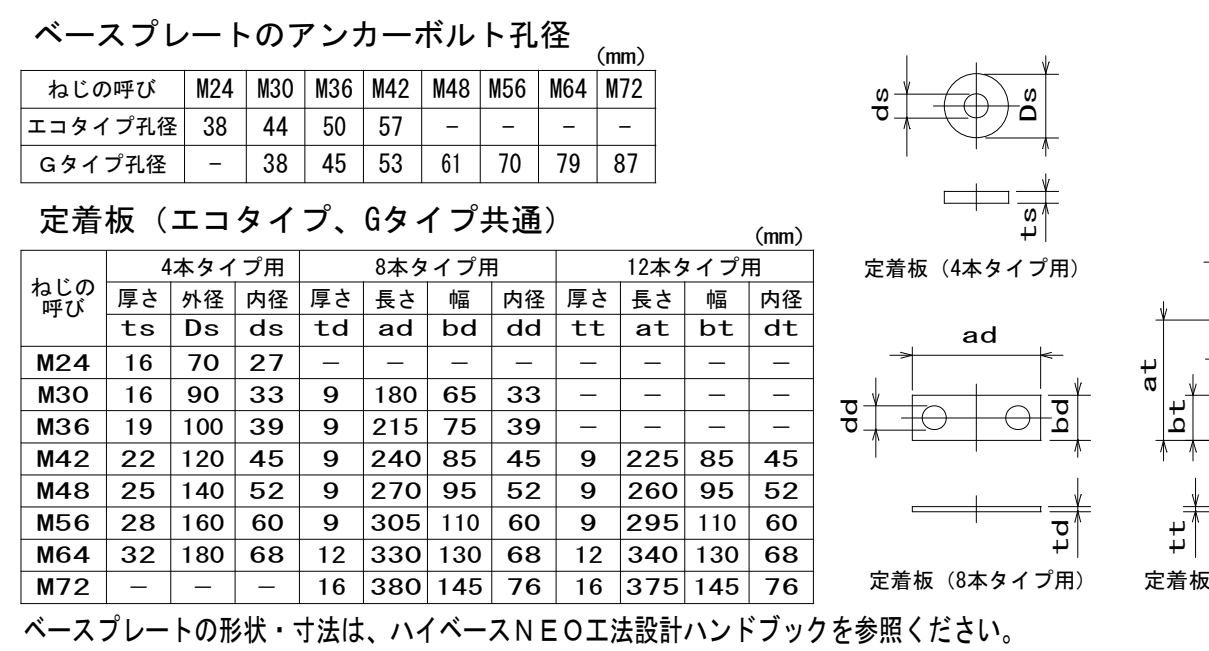 ベースプレートのアンカーボルト孔径
(mm)
ねじの呼び M24 M30 M36 M42 M48 M56 M64 M72
エコタイプ孔径 38 44 50 57 － － － －
Gタイプ孔径 － 38 45 53 61 70 79 87
定着板（エコタイプ、Gタイプ共通）
(mm)
ねじの呼び 4本タイプ用 8本タイプ用 12本タイプ用
厚さ 外径 内径 厚さ 長さ 幅 内径 厚さ 長さ 幅 内径
ts Ds ds td ad bd dd tt at bt dt
M24 16 70 27 － － － － － － － －
M30 16 90 33 9 180 65 33 － － － －
M36 19 100 39 9 215 75 39 － － － －
M42 22 120 45 9 240 85 45 9 225 85 45
M48 25 140 52 9 270 95 52 9 260 95 52
M56 28 160 60 9 305 110 60 9 295 110 60
M64 32 180 68 12 330 130 68 12 340 130 68
M72 － － － 16 380 145 76 16 375 145 76
ベースプレートの形状・寸法は、ハイベースNEO工法設計ハンドブックを参照ください。
ds
Ds
ts
定着板（4本タイプ用）
ad
dd
bd
td
定着板（8本タイプ用）
at
bt
tt
定着板